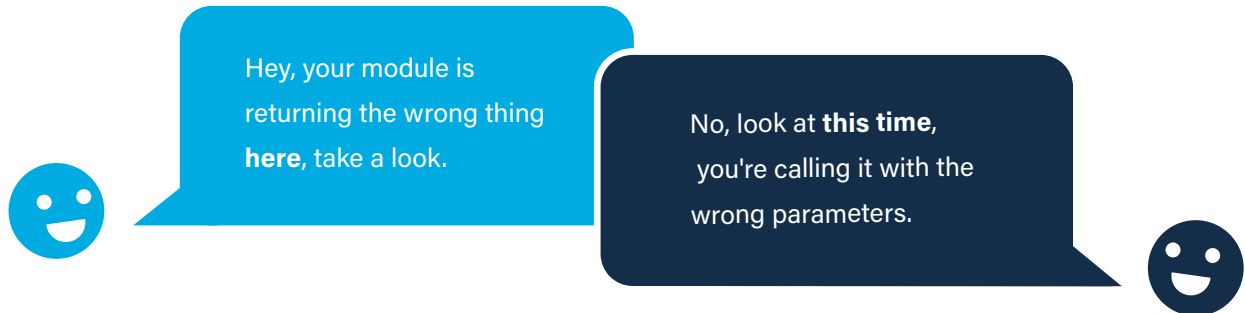 Hey, your module is
returning the wrong thing
here, take a look.
No, look at this time,
you're calling it with the
wrong parameters.